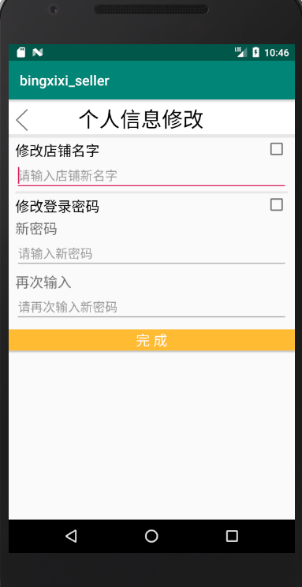 10:46
bingxixi_seller
个人信息修改
修改店铺名字
请输入店铺新名字
修改登录密码
新密码
请输入新密码
再次输入
请再次输入新密码
完成